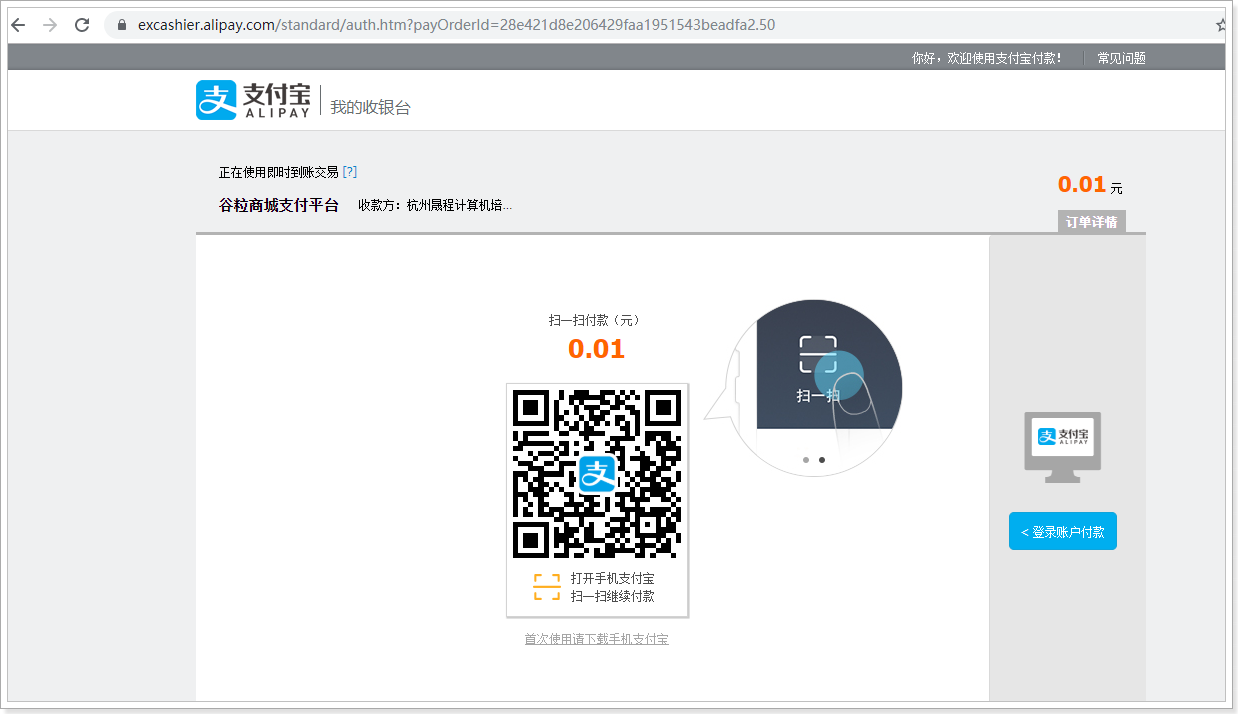 excashier.alipay.com/standard/auth.htm?payOrderId=28e421d8e206429faa1951543beadfa2.50
你好，欢迎使用支付宝付款！ 常见问题
支 支付宝 ALIPAY 我的收银台
正在使用即时到账交易 [?]
0.01 元
谷粒商城支付平台 收款方：杭州晟程计算机培...
订单详情
扫一扫付款（元）
0.01
扫一扫
支
支 支付宝 ALIPAY
< 登录账户付款
打开手机支付宝
扫一扫继续付款
首次使用请下载手机支付宝